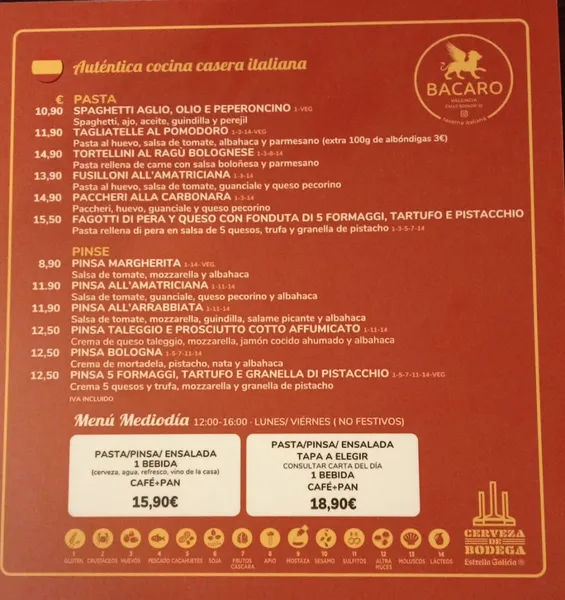 Auténtica cocina casera italiana
BACARO
VALENCIA
taverna italiana
€ PASTA
10,90 SPAGHETTI AGLIO, OLIO E PEPERONCINO 1-VEG
Spaghetti, ajo, aceite, guindilla y perejil
11,90 TAGLIATELLE AL POMODORO 1-3-14-VEG
Pasta al huevo, salsa de tomate, albahaca y parmesano (extra 100g de albóndigas 3€)
14,90 TORTELLINI AL RAGÚ BOLOGNESE
Pasta rellena de carne con salsa boloñesa y parmesano
13,90 FUSILLONI ALL'AMATRICIANA 1-3-14
Pasta al huevo, salsa de tomate, guanciale y queso pecorino
14,90 PACCHERI ALLA CARBONARA 1-3-14
Paccheri, huevo, guanciale y queso pecorino
15,50 FAGOTTI DI PERA Y QUESO CON FONDUTA DI 5 FORMAGGI, TARTUFO E PISTACCHIO
Pasta rellena di pera en salsa de 5 quesos, trufa y granella de pistacho 1-3-5-7-14
PINSE
8,90 PINSA MARGHERITA 1-14-VEG
Salsa de tomate, mozzarella y albahaca
11.90 PINSA ALL'AMATRICIANA 1-11-14
Salsa de tomate, guanciale, queso pecorino y albahaca
11,90 PINSA ALL'ARRABBIATA 1-11-14
Salsa de tomate, mozzarella, guindilla, salame picante y albahaca
12,50 PINSA TALEGGIO E PROSCIUTTO COTTO AFFUMICATO 1-11-14
Crema de queso taleggio, mozzarella, jamón cocido ahumado y albahaca
12,50 PINSA BOLOGNA 1-5-7-11-14
Crema de mortadela, pistacho, nata y albahaca
12,50 PINSA 5 FORMAGGI, TARTUFO E GRANELLA DI PISTACCHIO 1-5-7-11-14-VEG
Crema 5 quesos y trufa, mozzarella y granella de pistacho
IVA INCLUIDO
Menú Mediodía 12:00-16:00 · LUNES/ VIÉRNES ( NO FESTIVOS)
PASTA/PINSA/ ENSALADA
1 BEBIDA
(cerveza, agua, refresco, vino de la casa)
CAFÉ+PAN
15,90€
PASTA/PINSA/ ENSALADA
TAPA A ELEGIR
CONSULTAR CARTA DEL DÍA
1 BEBIDA
CAFÉ+PAN
18,90€
1 GLUTEN
2 CRUSTÁCEOS
3 HUEVOS
4 PESCADO
5 CACAHUETES
6 SOJA
7 FRUTOS CASCARA
8 APIO
9 MOSTAZA
10 SESAMO
11 SULFITOS
12 ALTRAMUCES
13 MOLUSCOS
14 LÁCTEOS
CERVEZA
DE
BODEGA
Estrella Galicia ®